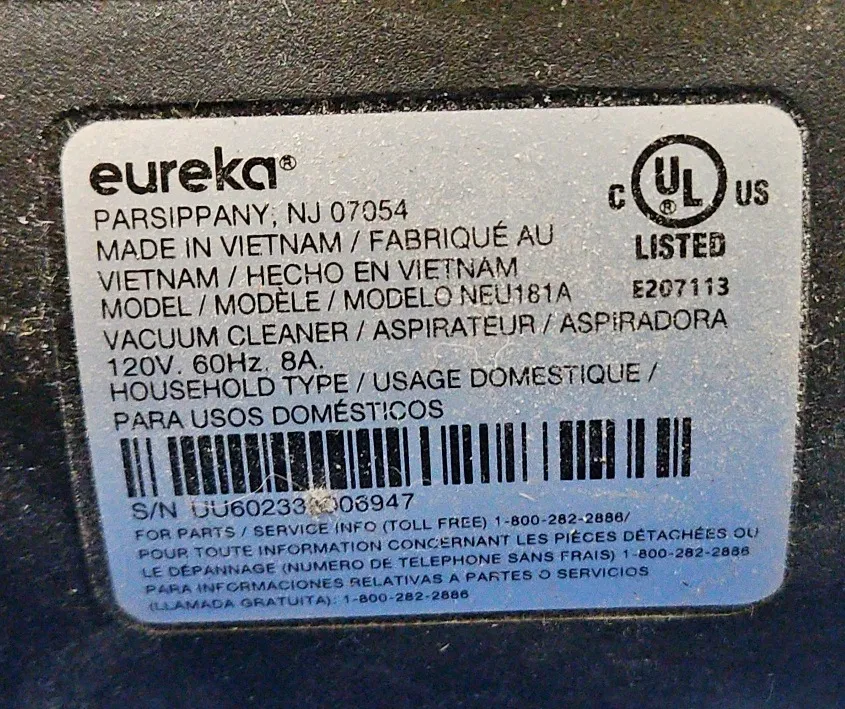 eureka®
PARSIPPANY, NJ 07054
MADE IN VIETNAM / FABRIQUÉ AU
VIETNAM / HECHO EN VIETNAM
MODEL / MODÈLE / MODELO NEU181A
VACUUM CLEANER / ASPIRATEUR / ASPIRADORA
120V. 60Hz. 8A.
HOUSEHOLD TYPE / USAGE DOMESTIQUE /
PARA USOS DOMÉSTICOS
C UL® US
LISTED
E207113
S/N
FOR PARTS / SERVICE INFO (TOLL FREE) 1-800-282-2886/
POUR TOUTE INFORMATION CONCERNANT LES PIÈCES DÉTACHÉES OU
LE DÉPANNAGE (NUMERO DE TELEPHONE SANS FRAIS) 1-800-282-2886
PARA INFORMACIONES RELATIVAS A PARTES O SERVICIOS
(LLAMADA GRATUITA): 1-800-282-2886